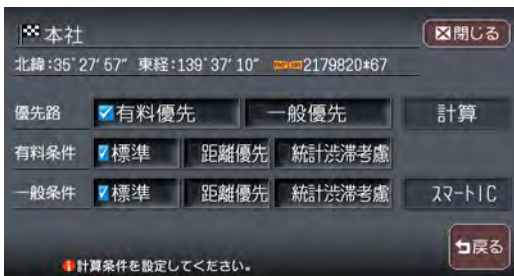 本社
閉じる
北緯:35°27'57" 東経:139°37'10" 2179820*67
優先路 有料優先 一般優先 計算
有料条件 標準 距離優先 統計渋滞考慮
一般条件 標準 距離優先 統計渋滞考慮 スマートIC
戻る
計算条件を設定してください。